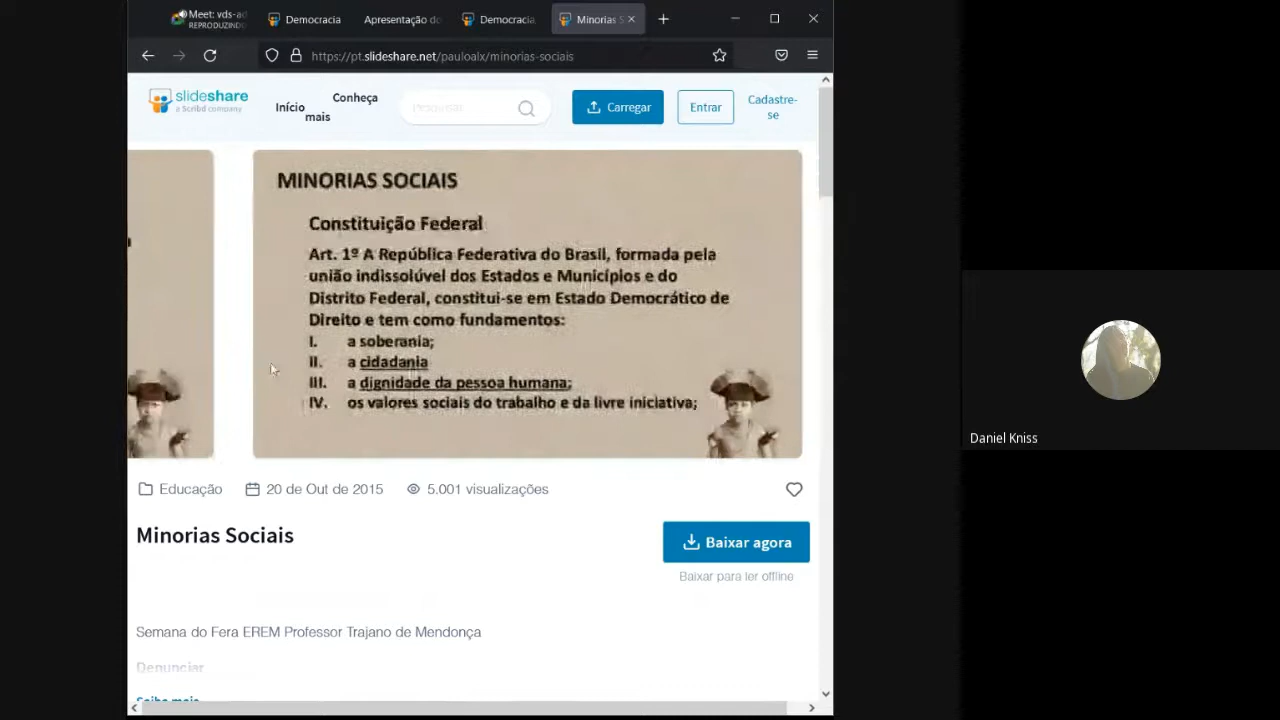 Meet: vds-ad
REPRODUZINDO
Democracia
Apresentação do
Democracia
Minorias S
https://pt.slideshare.net/pauloalx/minorias-sociais
slideshare
a Scribd company
Início
Conheça
mais
Pesquisar
Carregar
Entrar
Cadastre-
se
MINORIAS SOCIAIS
Constituição Federal
Art. 1º A República Federativa do Brasil, formada pela
união indissolúvel dos Estados e Municípios e do
Distrito Federal, constitui-se em Estado Democrático de
Direito e tem como fundamentos:
I. a soberania;
II. a cidadania
III. a dignidade da pessoa humana;
IV. os valores sociais do trabalho e da livre iniciativa;
Educação
20 de Out de 2015
5.001 visualizações
Minorias Sociais
Baixar agora
Baixar para ler offline
Semana do Fera EREM Professor Trajano de Mendonça
Denunciar
Saiba mais
Daniel Kniss